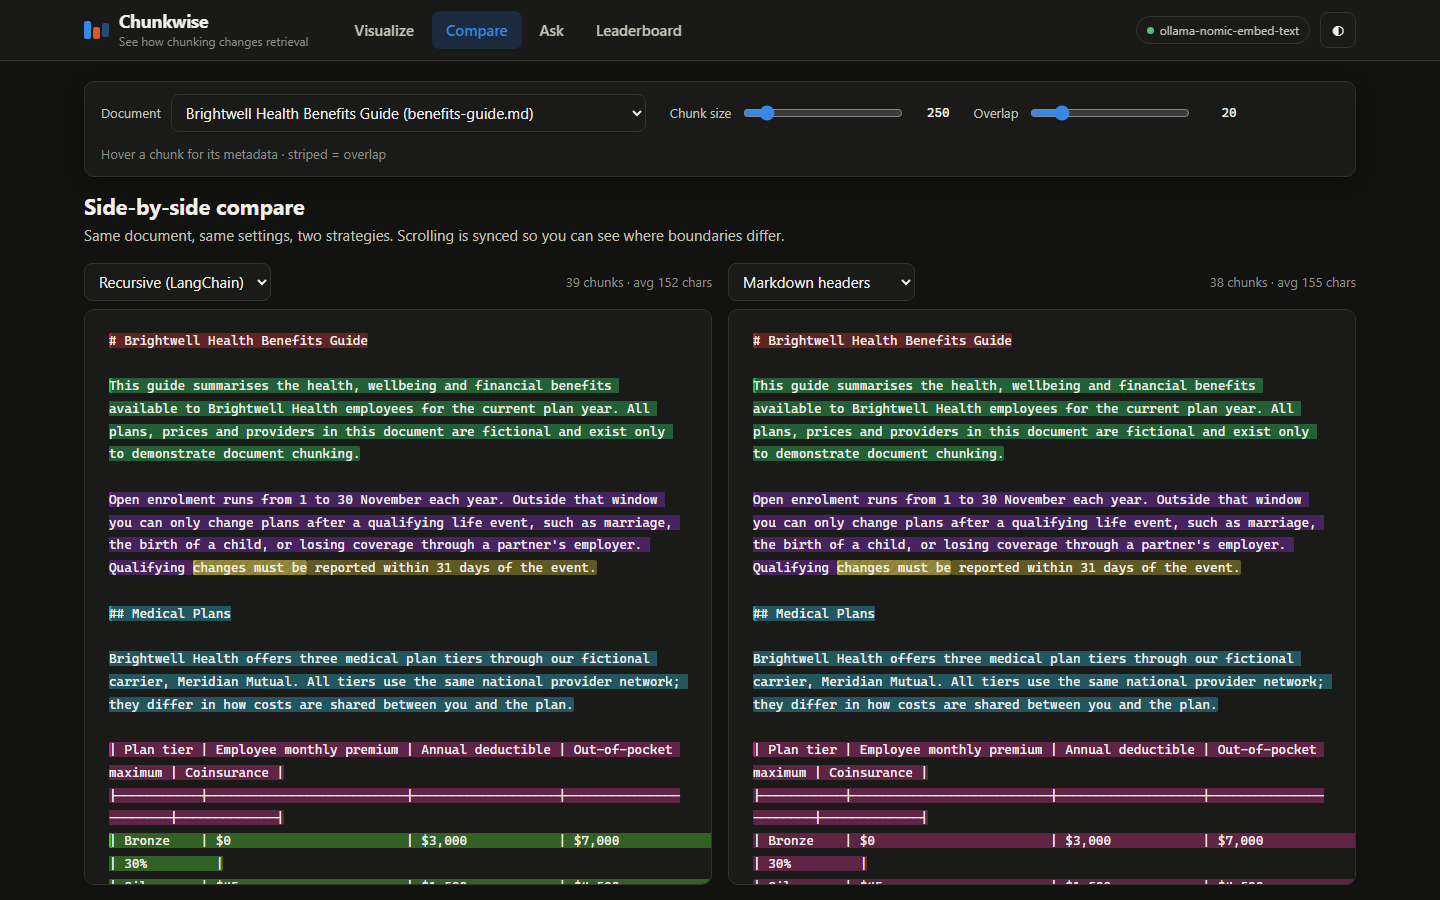 Chunkwise
See how chunking changes retrieval
Visualize
Compare
Ask
Leaderboard
ollama-nomic-embed-text
Document
Brightwell Health Benefits Guide (benefits-guide.md)
Chunk size
250
Overlap
20
Hover a chunk for its metadata · striped = overlap
Side-by-side compare
Same document, same settings, two strategies. Scrolling is synced so you can see where boundaries differ.
Recursive (LangChain)
39 chunks · avg 152 chars
# Brightwell Health Benefits Guide
This guide summarises the health, wellbeing and financial benefits
available to Brightwell Health employees for the current plan year. All
plans, prices and providers in this document are fictional and exist only
to demonstrate document chunking.
Open enrolment runs from 1 to 30 November each year. Outside that window
you can only change plans after a qualifying life event, such as marriage,
the birth of a child, or losing coverage through a partner's employer.
Qualifying changes must be reported within 31 days of the event.
## Medical Plans
Brightwell Health offers three medical plan tiers through our fictional
carrier, Meridian Mutual. All tiers use the same national provider network;
they differ in how costs are shared between you and the plan.
| Plan tier | Employee monthly premium | Annual deductible | Out-of-pocket
maximum | Coinsurance |
|-----------|--------------------------|-------------------|---------------
--------|-------------|
| Bronze | $0 | $3,000 | $7,000
| 30% |
Markdown headers
38 chunks · avg 155 chars
# Brightwell Health Benefits Guide
This guide summarises the health, wellbeing and financial benefits
available to Brightwell Health employees for the current plan year. All
plans, prices and providers in this document are fictional and exist only
to demonstrate document chunking.
Open enrolment runs from 1 to 30 November each year. Outside that window
you can only change plans after a qualifying life event, such as marriage,
the birth of a child, or losing coverage through a partner's employer.
Qualifying changes must be reported within 31 days of the event.
## Medical Plans
Brightwell Health offers three medical plan tiers through our fictional
carrier, Meridian Mutual. All tiers use the same national provider network;
they differ in how costs are shared between you and the plan.
| Plan tier | Employee monthly premium | Annual deductible | Out-of-pocket
maximum | Coinsurance |
|-----------|--------------------------|-------------------|---------------
--------|-------------|
| Bronze | $0 | $3,000 | $7,000
| 30% |